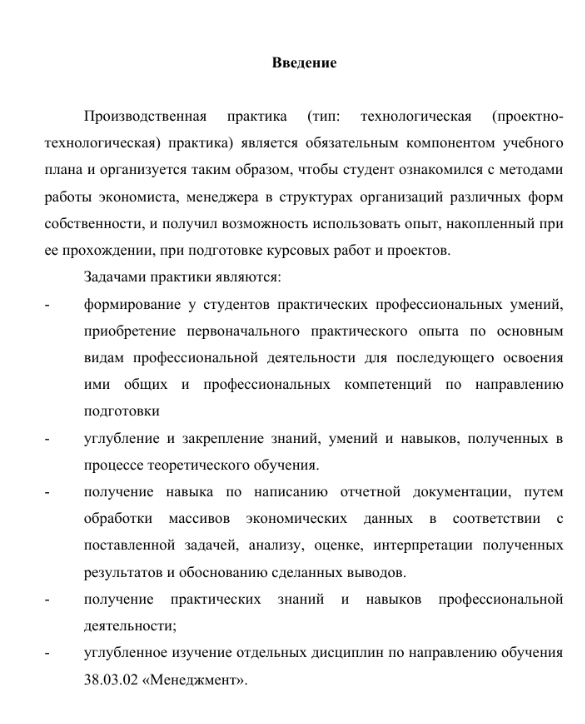 Введение
Производственная практика (тип: технологическая (проектно-
технологическая) практика) является обязательным компонентом учебного
плана и организуется таким образом, чтобы студент ознакомился с методами
работы экономиста, менеджера в структурах организаций различных форм
собственности, и получил возможность использовать опыт, накопленный при
ее прохождении, при подготовке курсовых работ и проектов.
Задачами практики являются:
- формирование у студентов практических профессиональных умений,
приобретение первоначального практического опыта по основным
видам профессиональной деятельности для последующего освоения
ими общих и профессиональных компетенций по направлению
подготовки
- углубление и закрепление знаний, умений и навыков, полученных в
процессе теоретического обучения.
- получение навыка по написанию отчетной документации, путем
обработки массивов экономических данных в соответствии с
поставленной задачей, анализу, оценке, интерпретации полученных
результатов и обоснованию сделанных выводов.
- получение практических знаний и навыков профессиональной
деятельности;
- углубленное изучение отдельных дисциплин по направлению обучения
38.03.02 «Менеджмент».